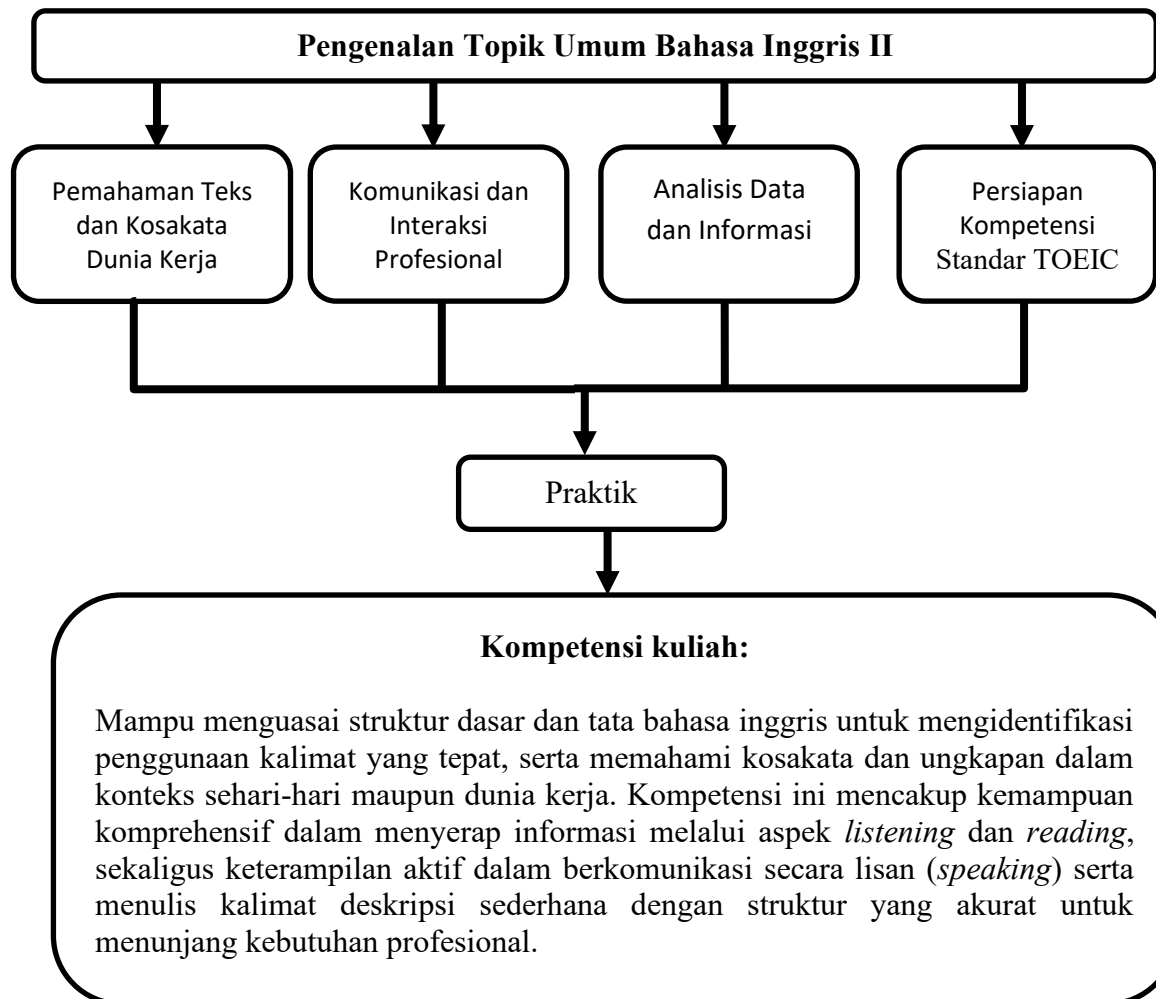 Pengenalan Topik Umum Bahasa Inggris II
Pemahaman Teks
dan Kosakata
Dunia Kerja
Komunikasi dan
Interaksi
Profesional
Analisis Data
dan Informasi
Persiapan
Kompetensi
Standar TOEIC
Praktik
Kompetensi kuliah:
Mampu menguasai struktur dasar dan tata bahasa inggris untuk mengidentifikasi
penggunaan kalimat yang tepat, serta memahami kosakata dan ungkapan dalam
konteks sehari-hari maupun dunia kerja. Kompetensi ini mencakup kemampuan
komprehensif dalam menyerap informasi melalui aspek listening dan reading,
sekaligus keterampilan aktif dalam berkomunikasi secara lisan (speaking) serta
menulis kalimat deskripsi sederhana dengan struktur yang akurat untuk
menunjang kebutuhan profesional.